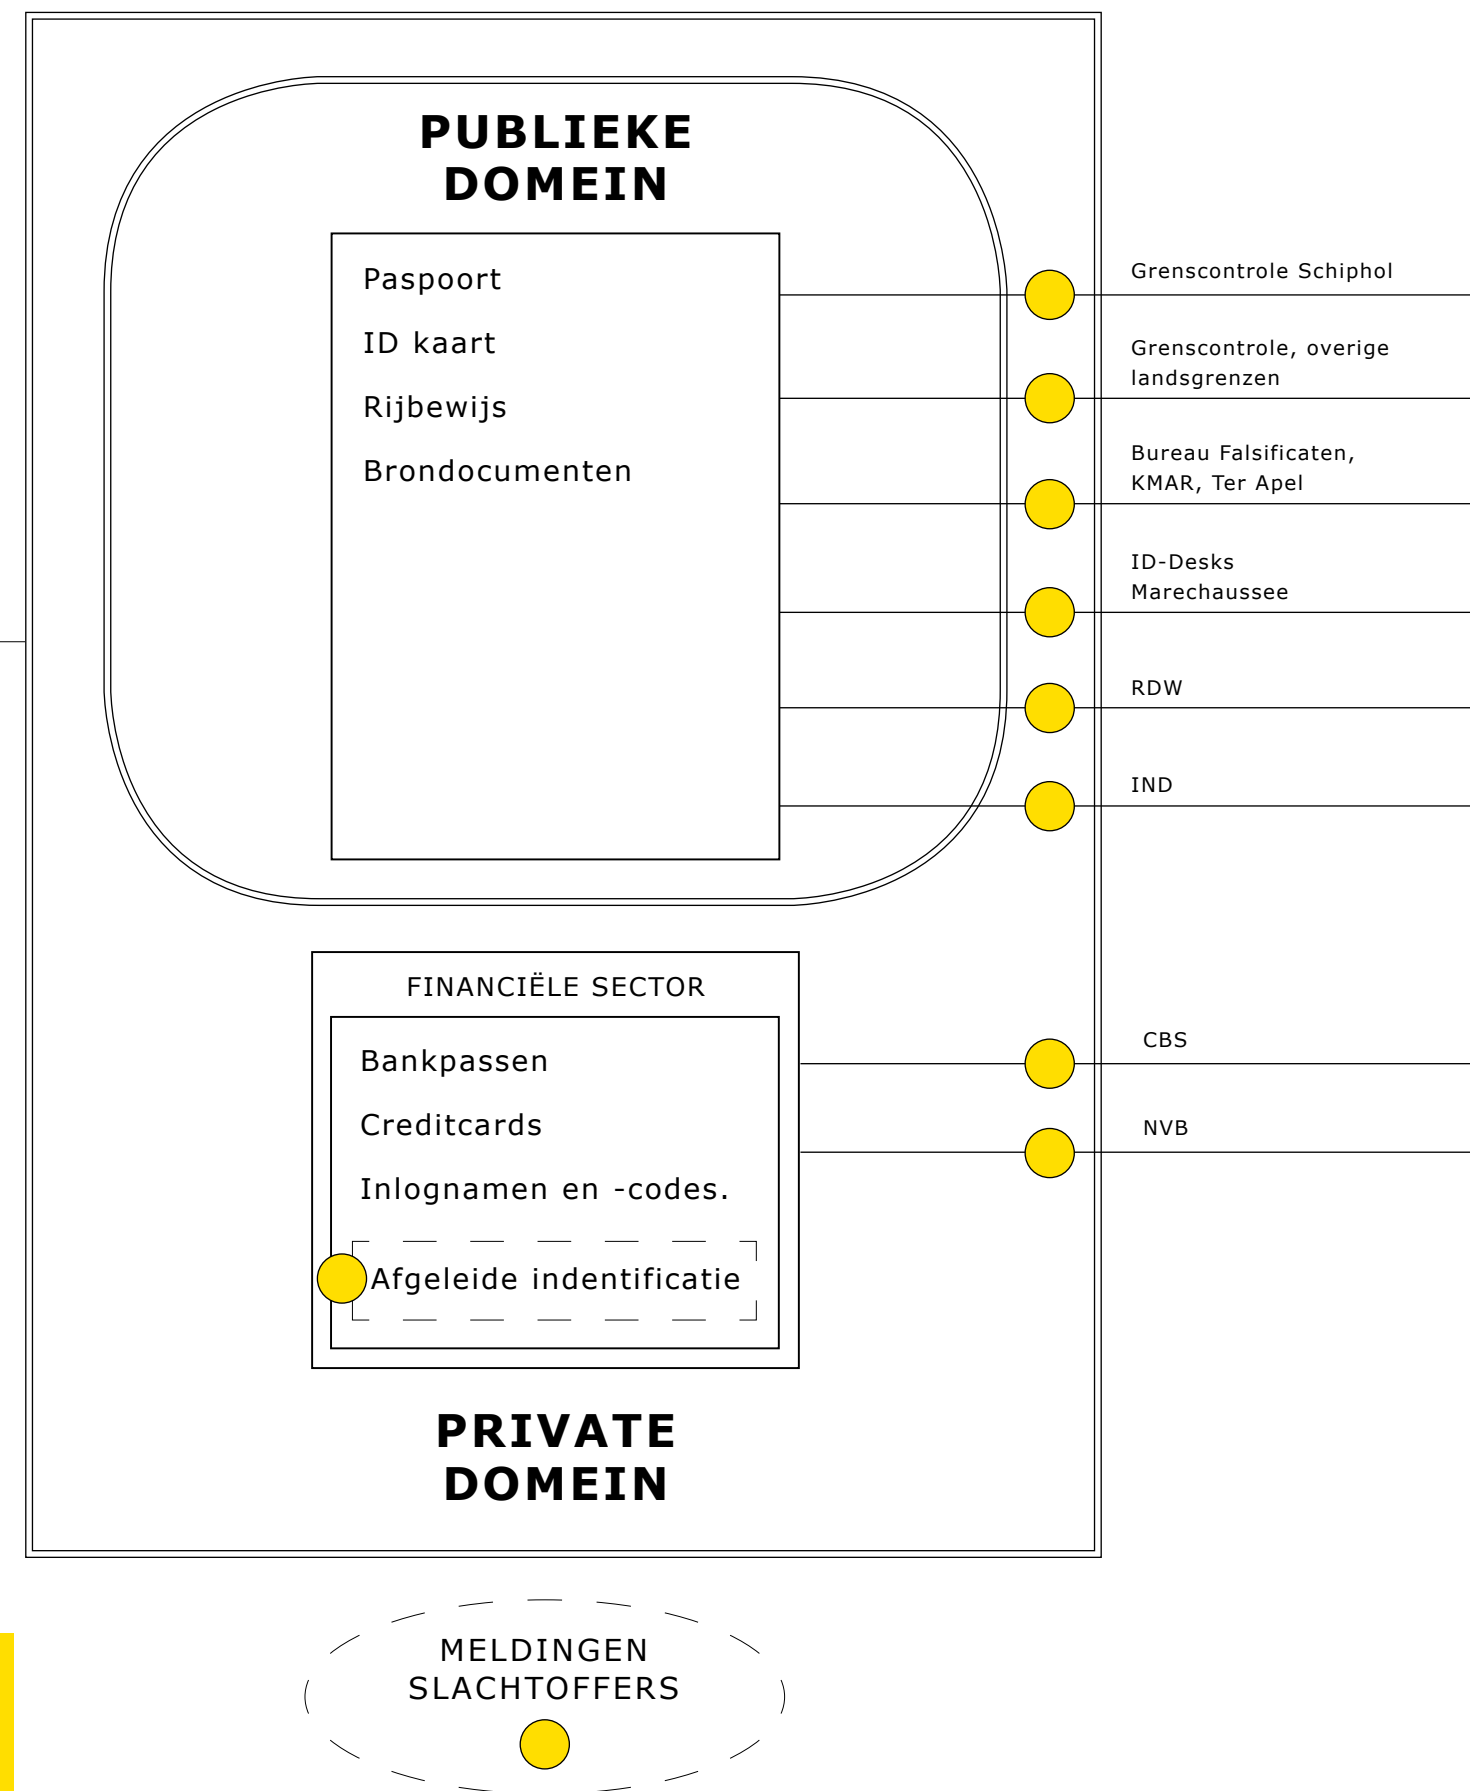 PUBLIEKE
DOMEIN
Paspoort
ID kaart
Rijbewijs
Brondocumenten
Grenscontrole Schiphol
Grenscontrole, overige
landsgrenzen
Bureau Falsificaten,
KMAR, Ter Apel
ID-Desks
Marechaussee
RDW
IND
FINANCIËLE SECTOR
Bankpassen
Creditcards
Inlognamen en -codes.
Afgeleide indentificatie
CBS
NVB
PRIVATE
DOMEIN
MELDINGEN
SLACHTOFFERS